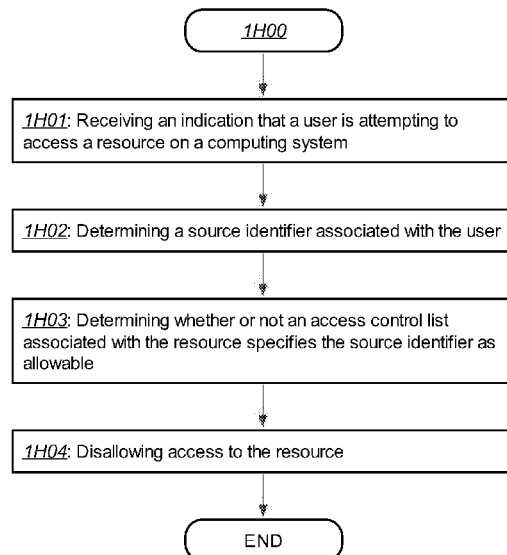 1H00
1H01: Receiving an indication that a user is attempting to
access a resource on a computing system
1H02: Determining a source identifier associated with the user
1H03: Determining whether or not an access control list
associated with the resource specifies the source identifier as
allowable
1H04: Disallowing access to the resource
END